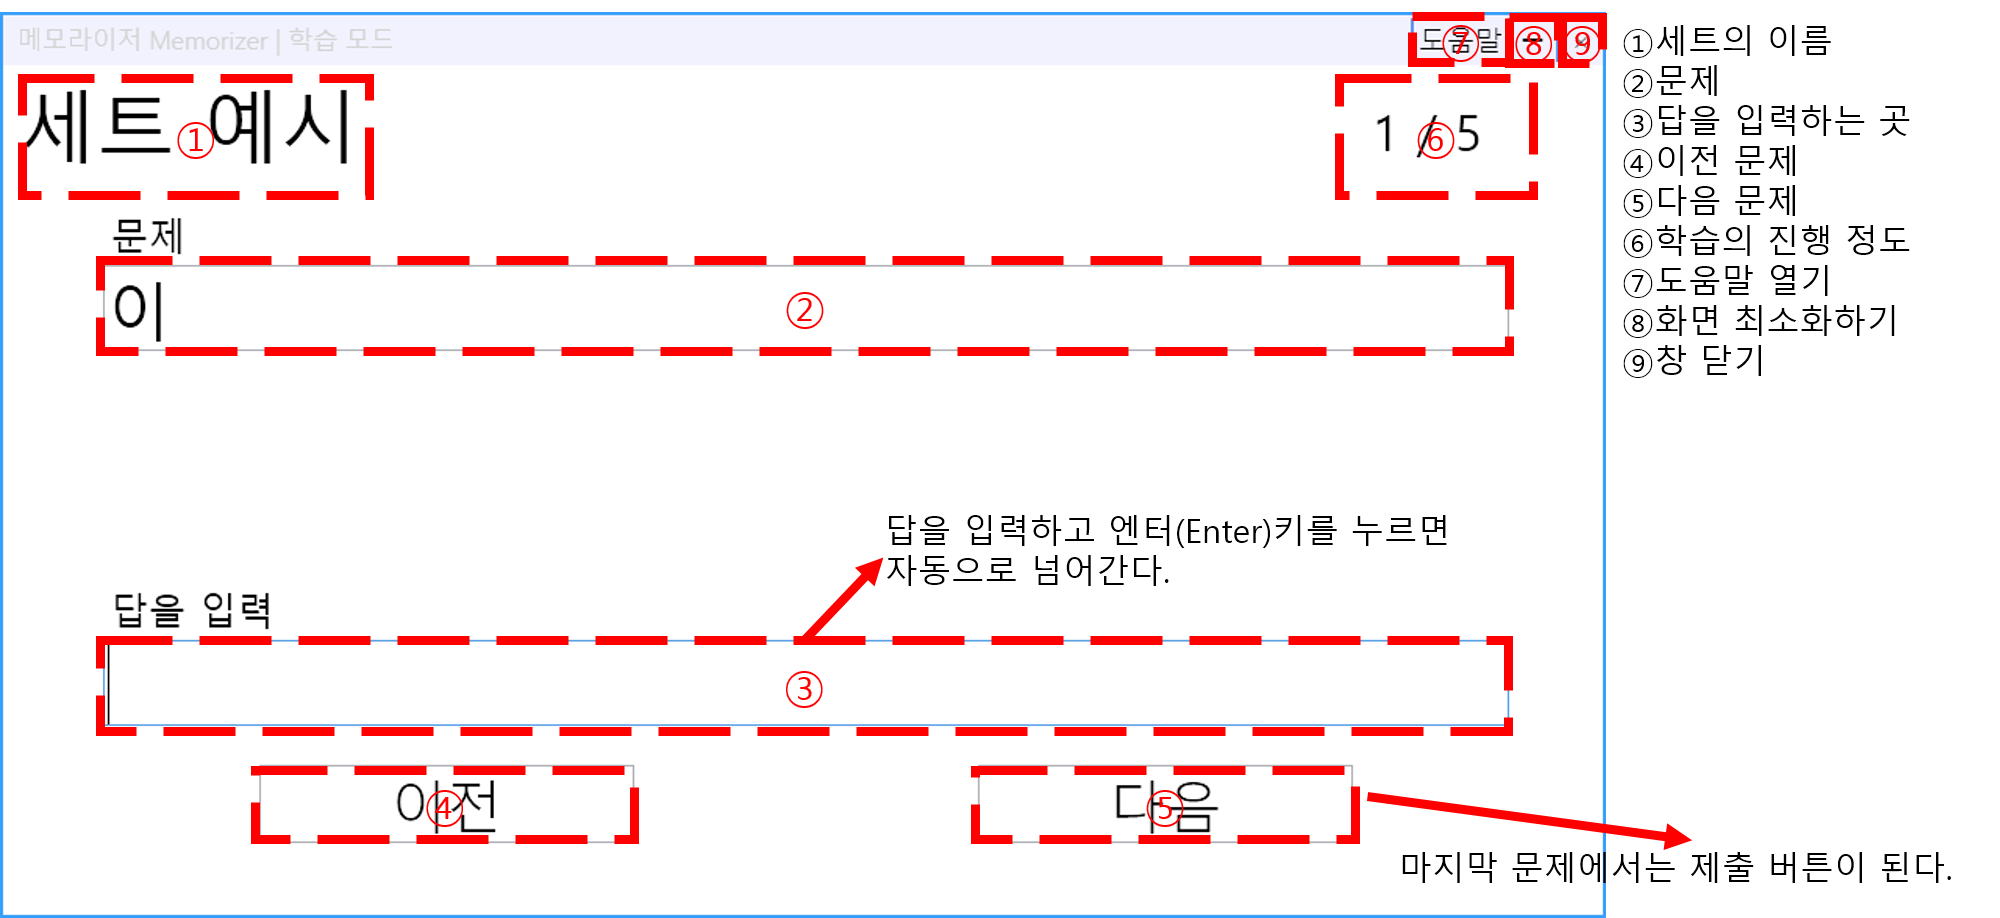 메모라이저 Memorizer | 학습 모드
도움말 ⑦ ⑧ ⑨
세트 예시 ①
1 / 5 ⑥
문제
이 ②
답을 입력하고 엔터(Enter)키를 누르면
자동으로 넘어간다.
답을 입력
③
이전 ④
다음 ⑤
마지막 문제에서는 제출 버튼이 된다.
①세트의 이름
②문제
③답을 입력하는 곳
④이전 문제
⑤다음 문제
⑥학습의 진행 정도
⑦도움말 열기
⑧화면 최소화하기
⑨창 닫기